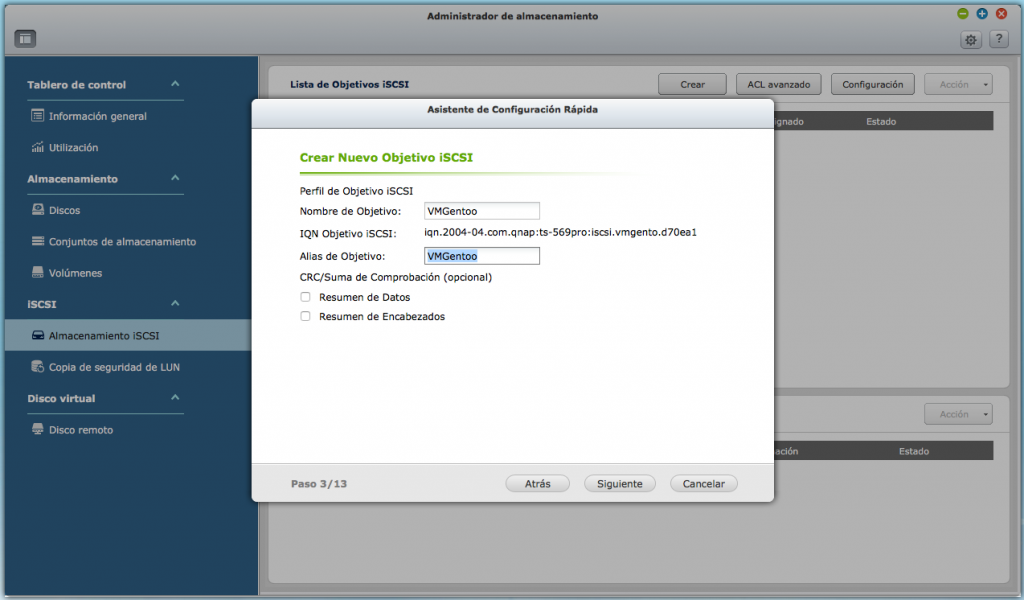 Administrador de almacenamiento
?
Tablero de control
Información general
Utilización
Almacenamiento
Discos
Conjuntos de almacenamiento
Volúmenes
iSCSI
Almacenamiento iSCSI
Copia de seguridad de LUN
Disco virtual
Disco remoto
Lista de Objetivos iSCSI
Crear
ACL avanzado
Configuración
Acción
Estado
Asistente de Configuración Rápida
Crear Nuevo Objetivo iSCSI
Perfil de Objetivo iSCSI
Nombre de Objetivo: VMGentoo
IQN Objetivo iSCSI: iqn.2004-04.com.qnap:ts-569pro:iscsi.vmgento.d70ea1
Alias de Objetivo: VMGentoo
CRC/Suma de Comprobación (opcional)
Resumen de Datos
Resumen de Encabezados
Paso 3/13
Atrás
Siguiente
Cancelar
Acción
Estado